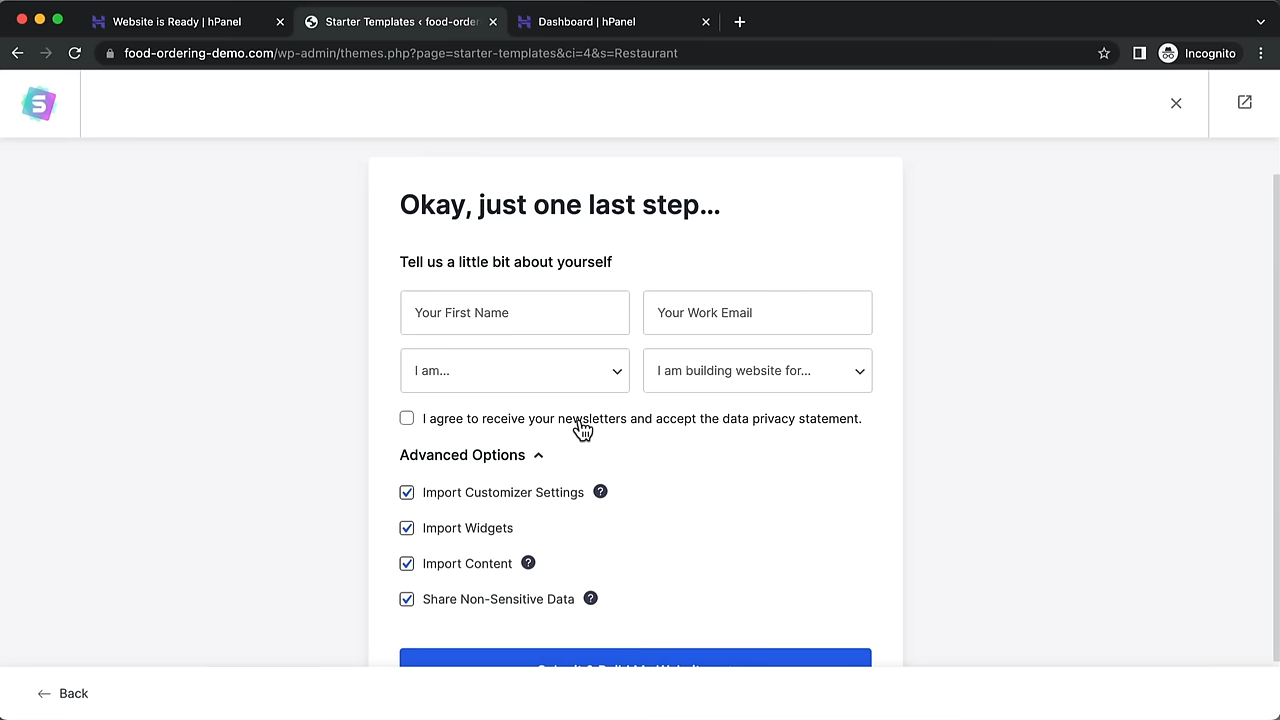 Website is Ready | hPanel
Starter Templates ‹ food-order
Dashboard | hPanel
food-ordering-demo.com/wp-admin/themes.php?page=starter-templates&ci=4&s=Restaurant
Incognito
Okay, just one last step...
Tell us a little bit about yourself
Your First Name
Your Work Email
I am...
I am building website for...
I agree to receive your newsletters and accept the data privacy statement.
Advanced Options
Import Customizer Settings ?
Import Widgets
Import Content ?
Share Non-Sensitive Data ?
Back